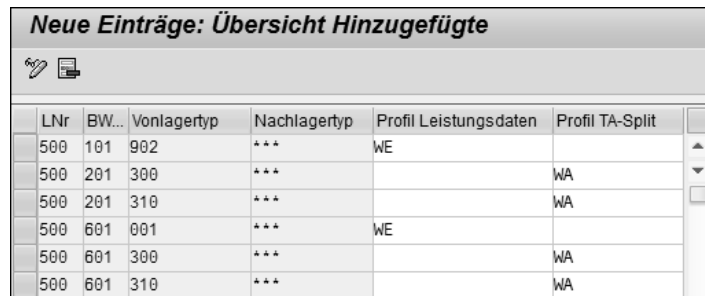 Neue Einträge: Übersicht Hinzugefügte
LNr BW... Vonlagertyp Nachlagertyp Profil Leistungsdaten Profil TA-Split
500 101 902 *** WE
500 201 300 *** WA
500 201 310 *** WA
500 601 001 *** WE
500 601 300 *** WA
500 601 310 *** WA